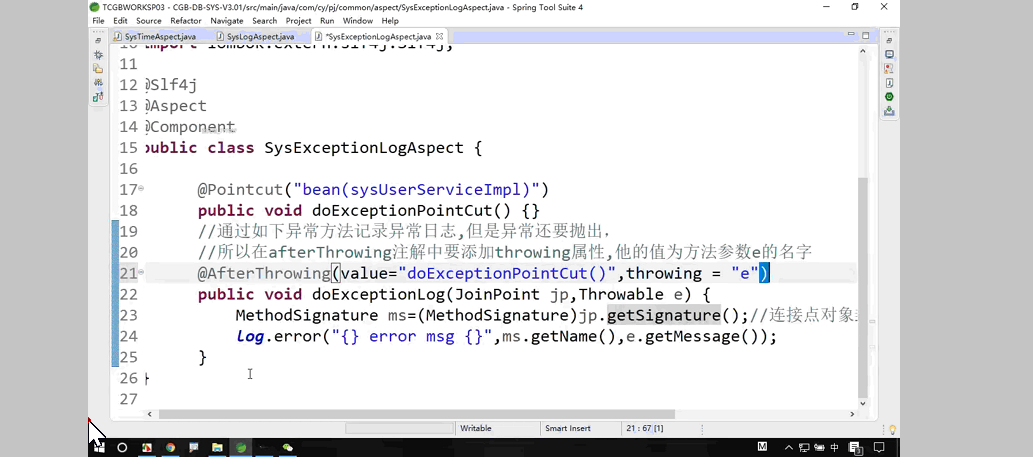 TCGBWORKSP03 - CGB-DB-SYS-V3.01/src/main/java/com/cy/pj/common/aspect/SysExceptionLogAspect.java - Spring Tool Suite 4
File Edit Source Refactor Navigate Search Project Run Window Help
SysTimeAspect.java SysLogAspect.java *SysExceptionLogAspect.java
10 import lombok.extern.slf4j.Slf4j;
11
12 @Slf4j
13 @Aspect
14 @Component
15 public class SysExceptionLogAspect {
16
17 @Pointcut("bean(sysUserServiceImpl)")
18 public void doExceptionPointCut() {}
19 //通过如下异常方法记录异常日志,但是异常还要抛出,
20 //所以在afterThrowing注解中要添加throwing属性,他的值为方法参数e的名字
21 @AfterThrowing(value="doExceptionPointCut()",throwing = "e")
22 public void doExceptionLog(JoinPoint jp,Throwable e) {
23 MethodSignature ms=(MethodSignature)jp.getSignature();//连接点对象
24 log.error("{} error msg {}",ms.getName(),e.getMessage());
25 }
26 }
27
Writable Smart Insert 21 : 67 [1]
M 中 3